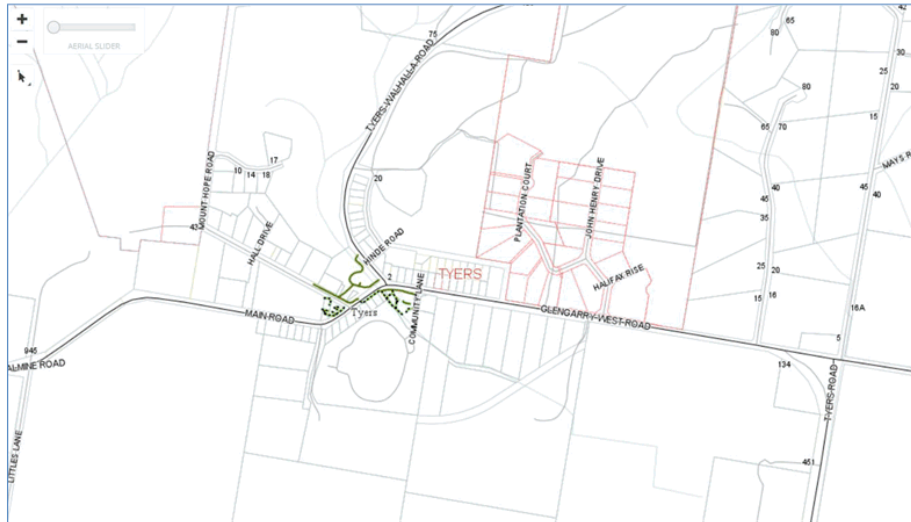 AERIAL SLIDER
75
TYERS-WALHALLA ROAD
65
80
42
30
25
20
15
80
65
70
MAYS R
45
40
17
10
14
18
20
MOUNT HOPE ROAD
43
HALL DRIVE
HINDE ROAD
PLANTATION COURT
JOHN HENRY DRIVE
HALIFAX RISE
40
45
35
25
20
15
16
16A
5
2
TYERS
Tyers
COMMUNITY LANE
MAIN ROAD
GLENGARRY-WEST-ROAD
945
ALMINE ROAD
134
TYERS-ROAD
LITTLES LANE
451